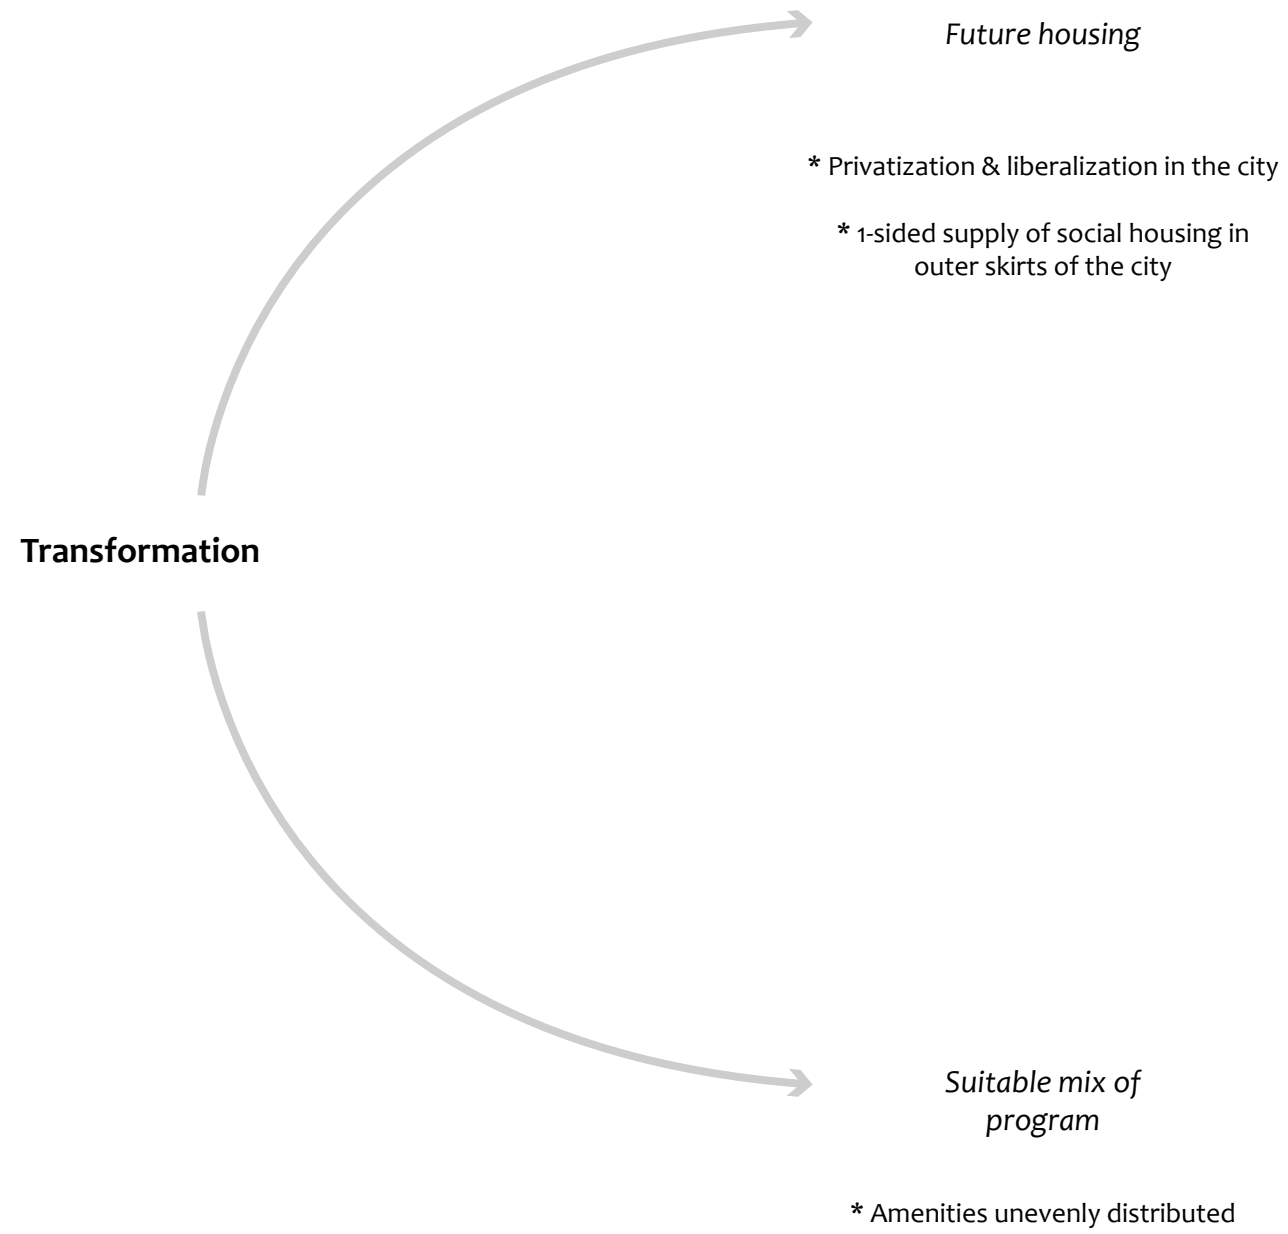 Future housing
* Privatization & liberalization in the city
* 1-sided supply of social housing in
outer skirts of the city
Transformation
Suitable mix of
program
* Amenities unevenly distributed